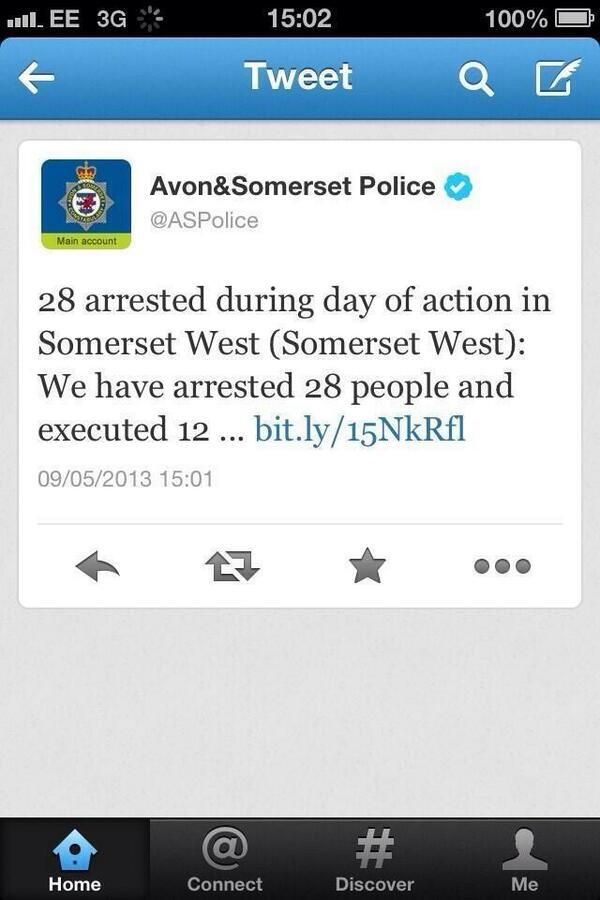 EE 3G 15:02 100%
Tweet
Avon&Somerset Police
@ASPolice
Main account
28 arrested during day of action in
Somerset West (Somerset West):
We have arrested 28 people and
executed 12 ... bit.ly/15NkRfl
09/05/2013 15:01
Home Connect Discover Me